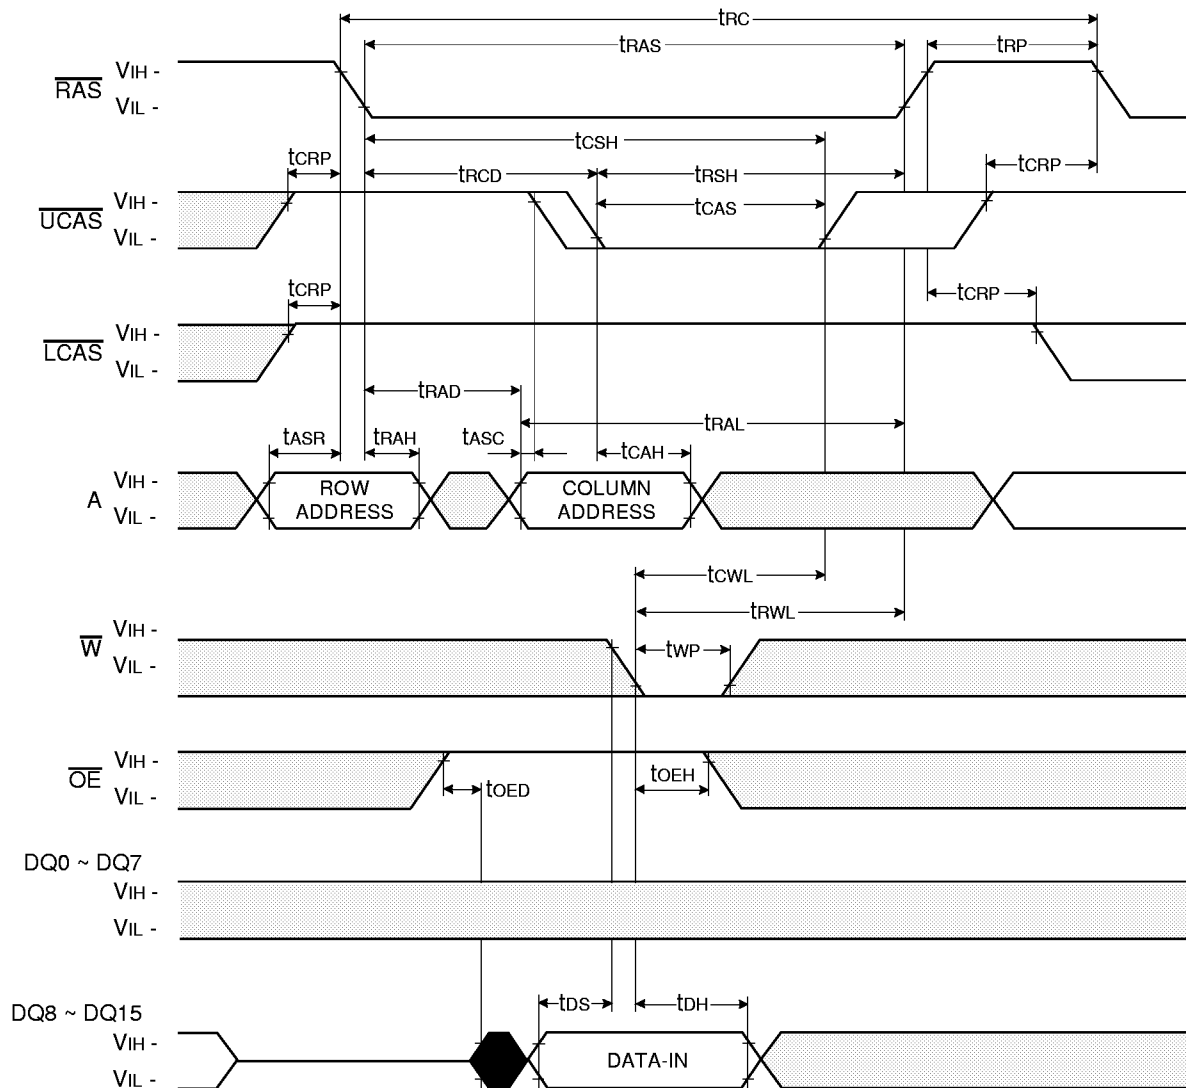 tRC
tRAS
tRP
RAS
VIH -
VIL -
tCSH
tCRP
tRCD
tRSH
tCRP
UCAS
VIH -
VIL -
tCAS
tCRP
tCRP
LCAS
VIH -
VIL -
tRAD
tRAL
tASR
tRAH
tASC
tCAH
A
VIH -
VIL -
ROW
ADDRESS
COLUMN
ADDRESS
tCWL
tRWL
W
VIH -
VIL -
tWP
OE
VIH -
VIL -
tOED
tOEH
DQ0 ~ DQ7
VIH -
VIL -
DQ8 ~ DQ15
VIH -
VIL -
tDS
tDH
DATA-IN